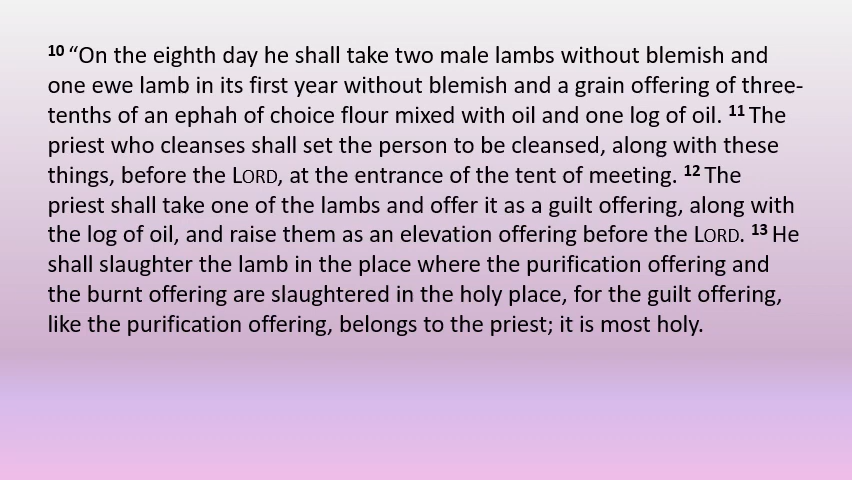 10 “On the eighth day he shall take two male lambs without blemish and
one ewe lamb in its first year without blemish and a grain offering of three-
tenths of an ephah of choice flour mixed with oil and one log of oil. 11 The
priest who cleanses shall set the person to be cleansed, along with these
things, before the LORD, at the entrance of the tent of meeting. 12 The
priest shall take one of the lambs and offer it as a guilt offering, along with
the log of oil, and raise them as an elevation offering before the LORD. 13 He
shall slaughter the lamb in the place where the purification offering and
the burnt offering are slaughtered in the holy place, for the guilt offering,
like the purification offering, belongs to the priest; it is most holy.